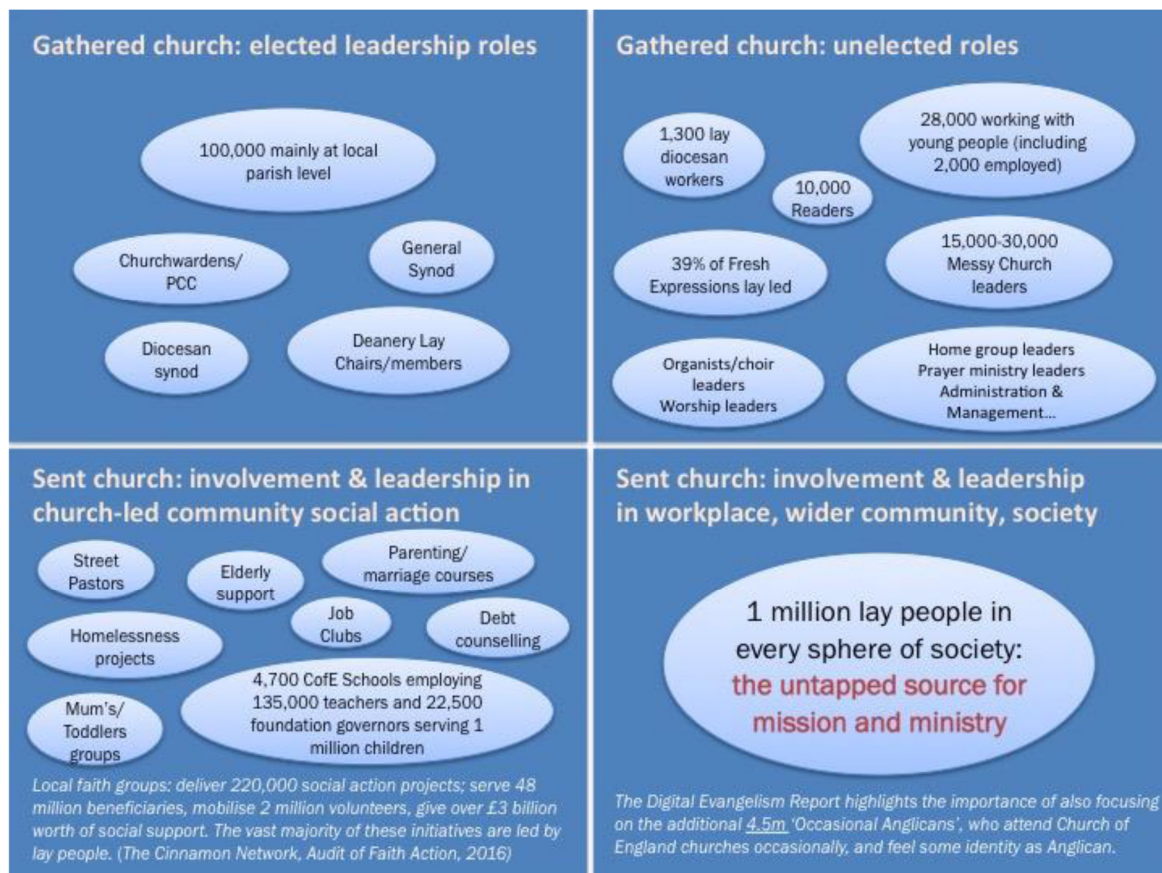 Gathered church: elected leadership roles
100,000 mainly at local
parish level
Churchwardens/
PCC
General
Synod
Diocesan
synod
Deanery Lay
Chairs/members
Gathered church: unelected roles
1,300 lay
diocesan
workers
10,000
Readers
28,000 working with
young people (including
2,000 employed)
39% of Fresh
Expressions lay led
15,000-30,000
Messy Church
leaders
Organists/choir
leaders
Worship leaders
Home group leaders
Prayer ministry leaders
Administration &
Management…
Sent church: involvement & leadership in
church-led community social action
Street
Pastors
Elderly
support
Parenting/
marriage courses
Homelessness
projects
Job
Clubs
Debt
counselling
Mum's/
Toddlers
groups
4,700 CofE Schools employing
135,000 teachers and 22,500
foundation governors serving 1
million children
Local faith groups: deliver 220,000 social action projects; serve 48
million beneficiaries, mobilise 2 million volunteers, give over £3 billion
worth of social support. The vast majority of these initiatives are led by
lay people. (The Cinnamon Network, Audit of Faith Action, 2016)
Sent church: involvement & leadership
in workplace, wider community, society
1 million lay people in
every sphere of society:
the untapped source for
mission and ministry
The Digital Evangelism Report highlights the importance of also focusing
on the additional 4.5m 'Occasional Anglicans', who attend Church of
England churches occasionally, and feel some identity as Anglican.